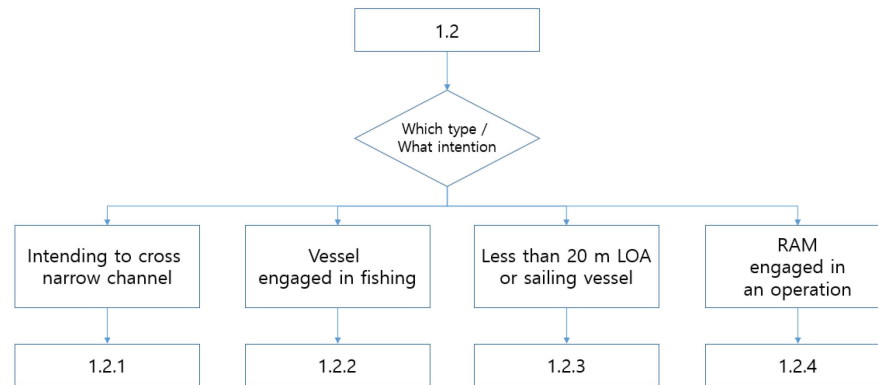 1.2
Which type /
What intention
Intending to cross
narrow channel
Vessel
engaged in fishing
Less than 20 m LOA
or sailing vessel
RAM
engaged in
an operation
1.2.1
1.2.2
1.2.3
1.2.4